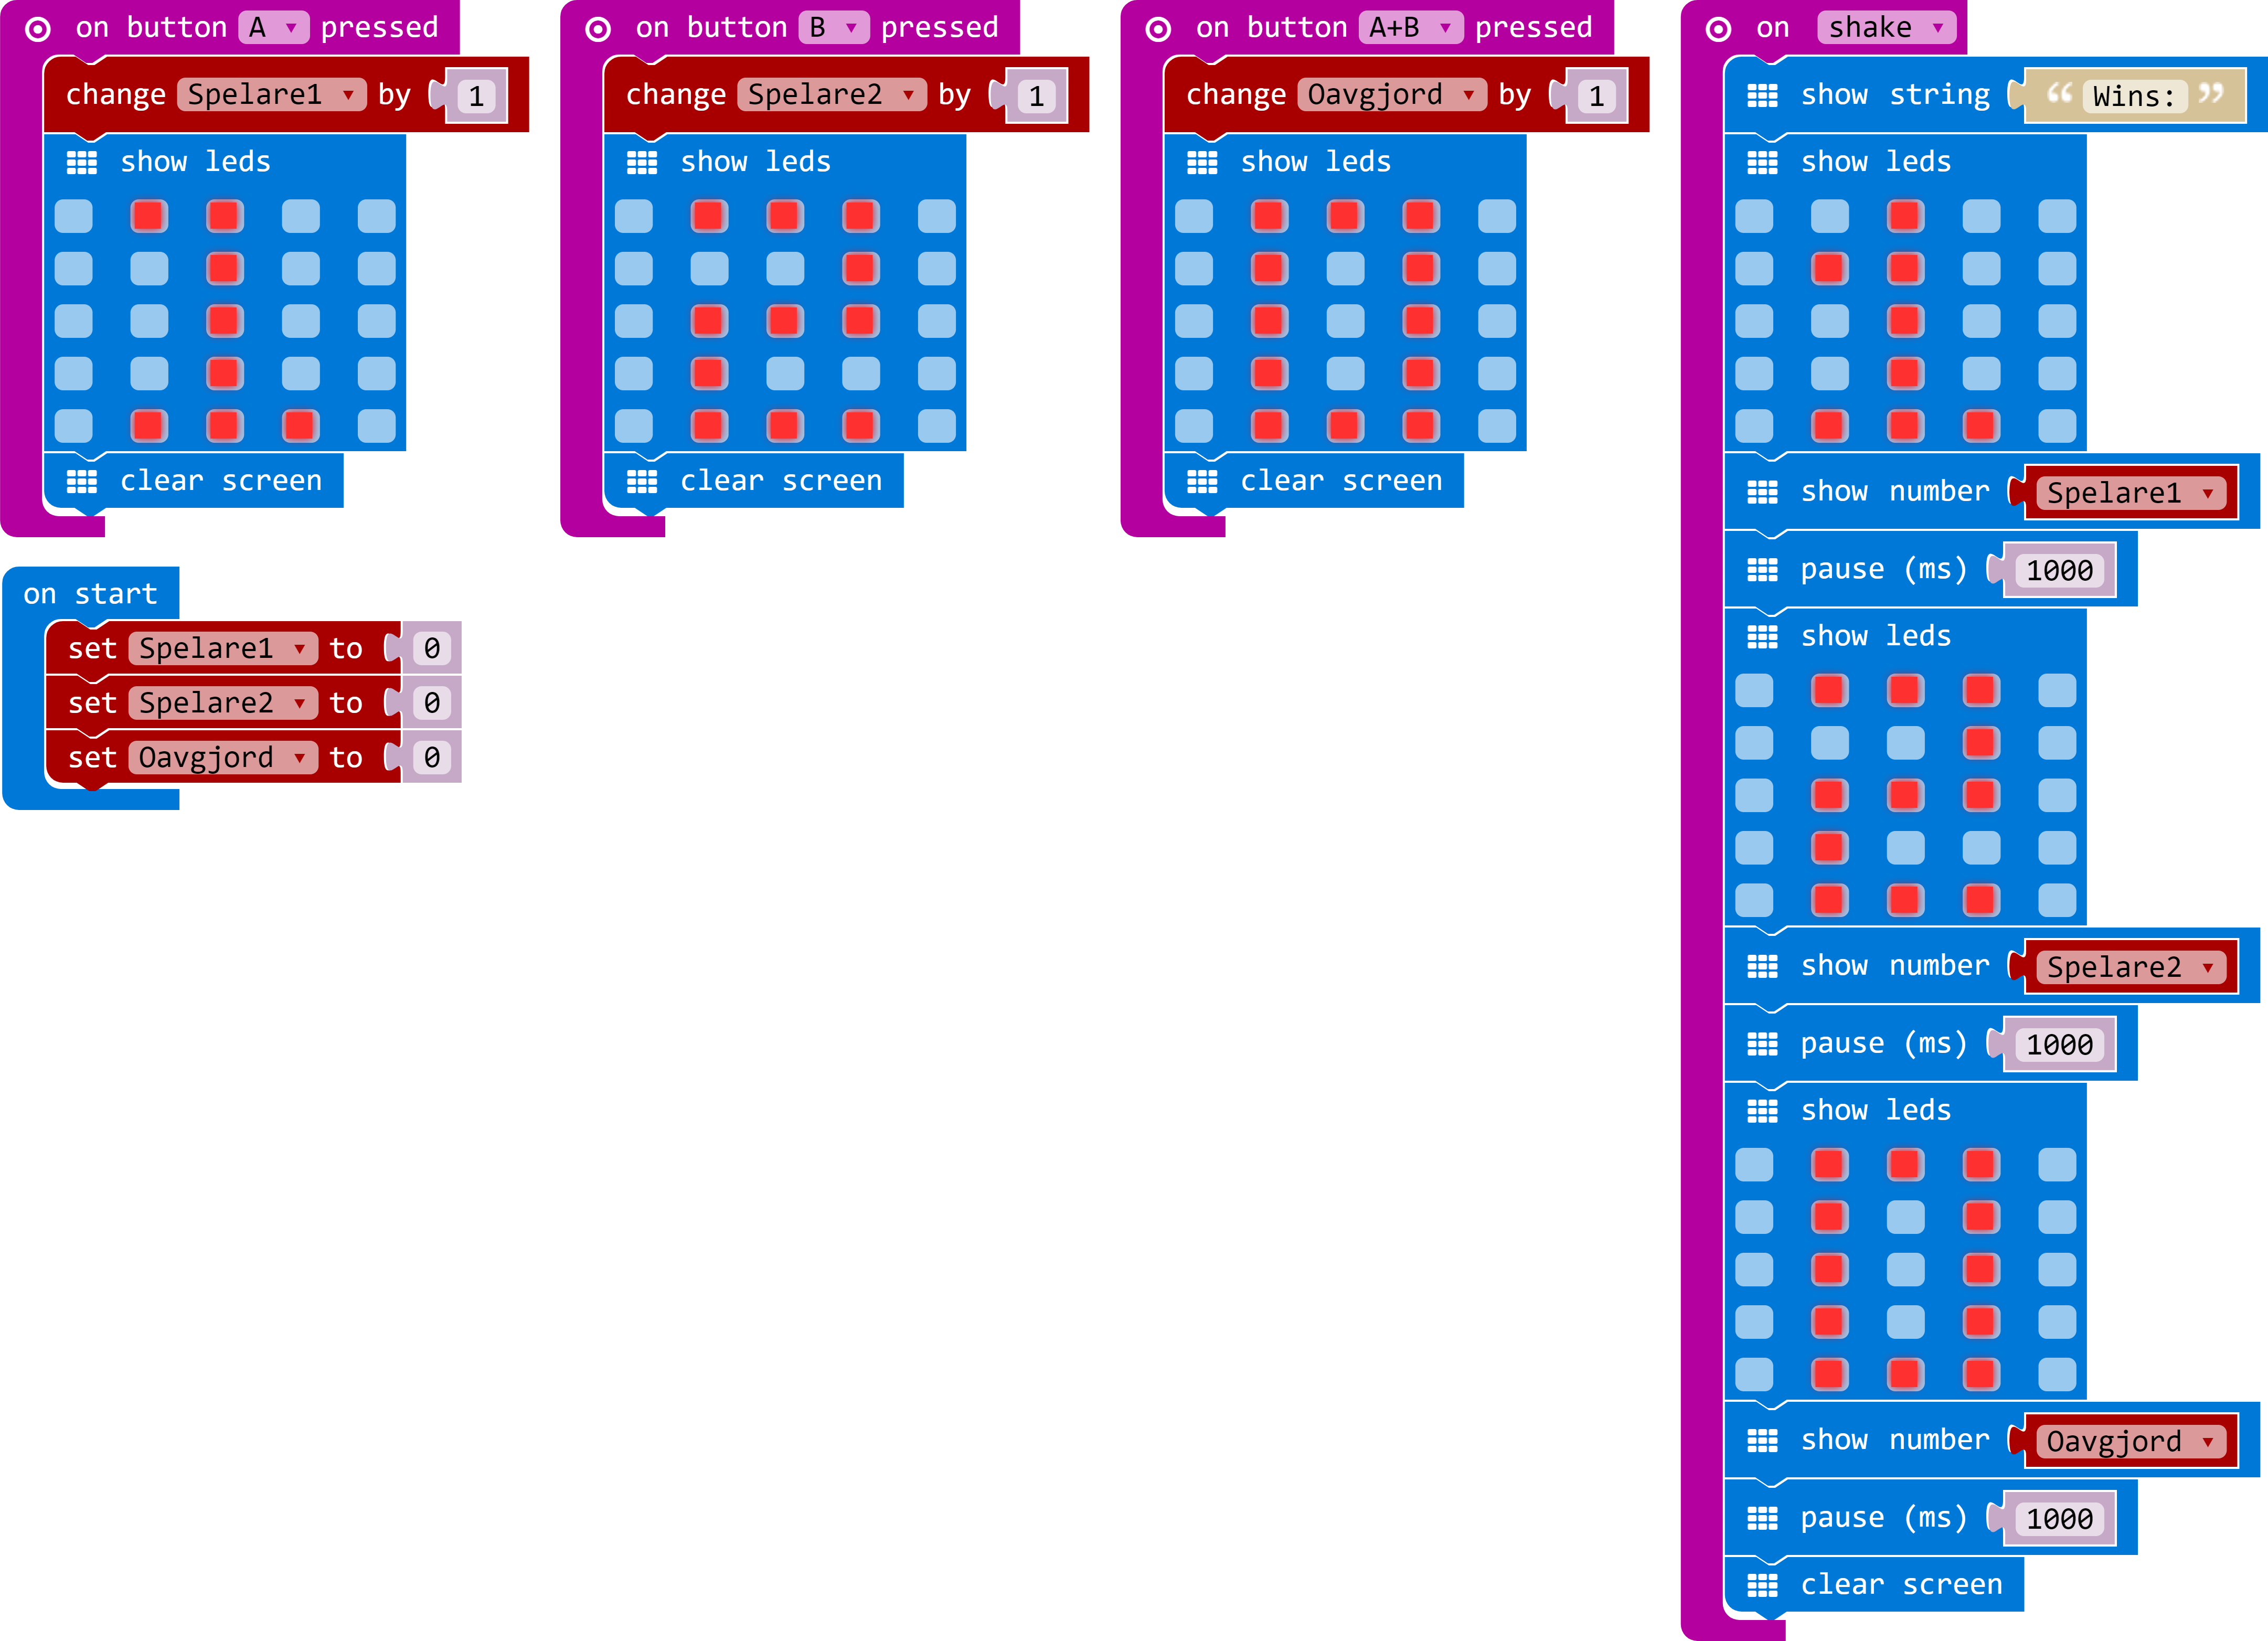 on button A pressed
change Spelare1 by 1
show leds
clear screen
on start
set Spelare1 to 0
set Spelare2 to 0
set Oavgjord to 0
on button B pressed
change Spelare2 by 1
show leds
clear screen
on button A+B pressed
change Oavgjord by 1
show leds
clear screen
on shake
show string “ Wins: ”
show leds
show number Spelare1
pause (ms) 1000
show leds
show number Spelare2
pause (ms) 1000
show leds
show number Oavgjord
pause (ms) 1000
clear screen